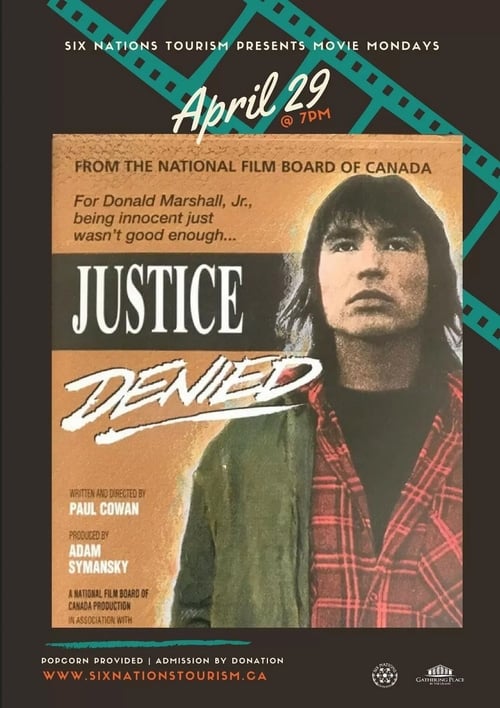 SIX NATIONS TOURISM PRESENTS MOVIE MONDAYS
April 29
@ 7PM
FROM THE NATIONAL FILM BOARD OF CANADA
For Donald Marshall, Jr.,
being innocent just
wasn't good enough...
JUSTICE
DENIED
WRITTEN AND DIRECTED BY
PAUL COWAN
PRODUCED BY
ADAM
SYMANSKY
A NATIONAL FILM BOARD OF
CANADA PRODUCTION
IN ASSOCIATION WITH
POPCORN PROVIDED | ADMISSION BY DONATION
WWW.SIXNATIONSTOURISM.CA
SIX NATIONS
GATHERING PLACE